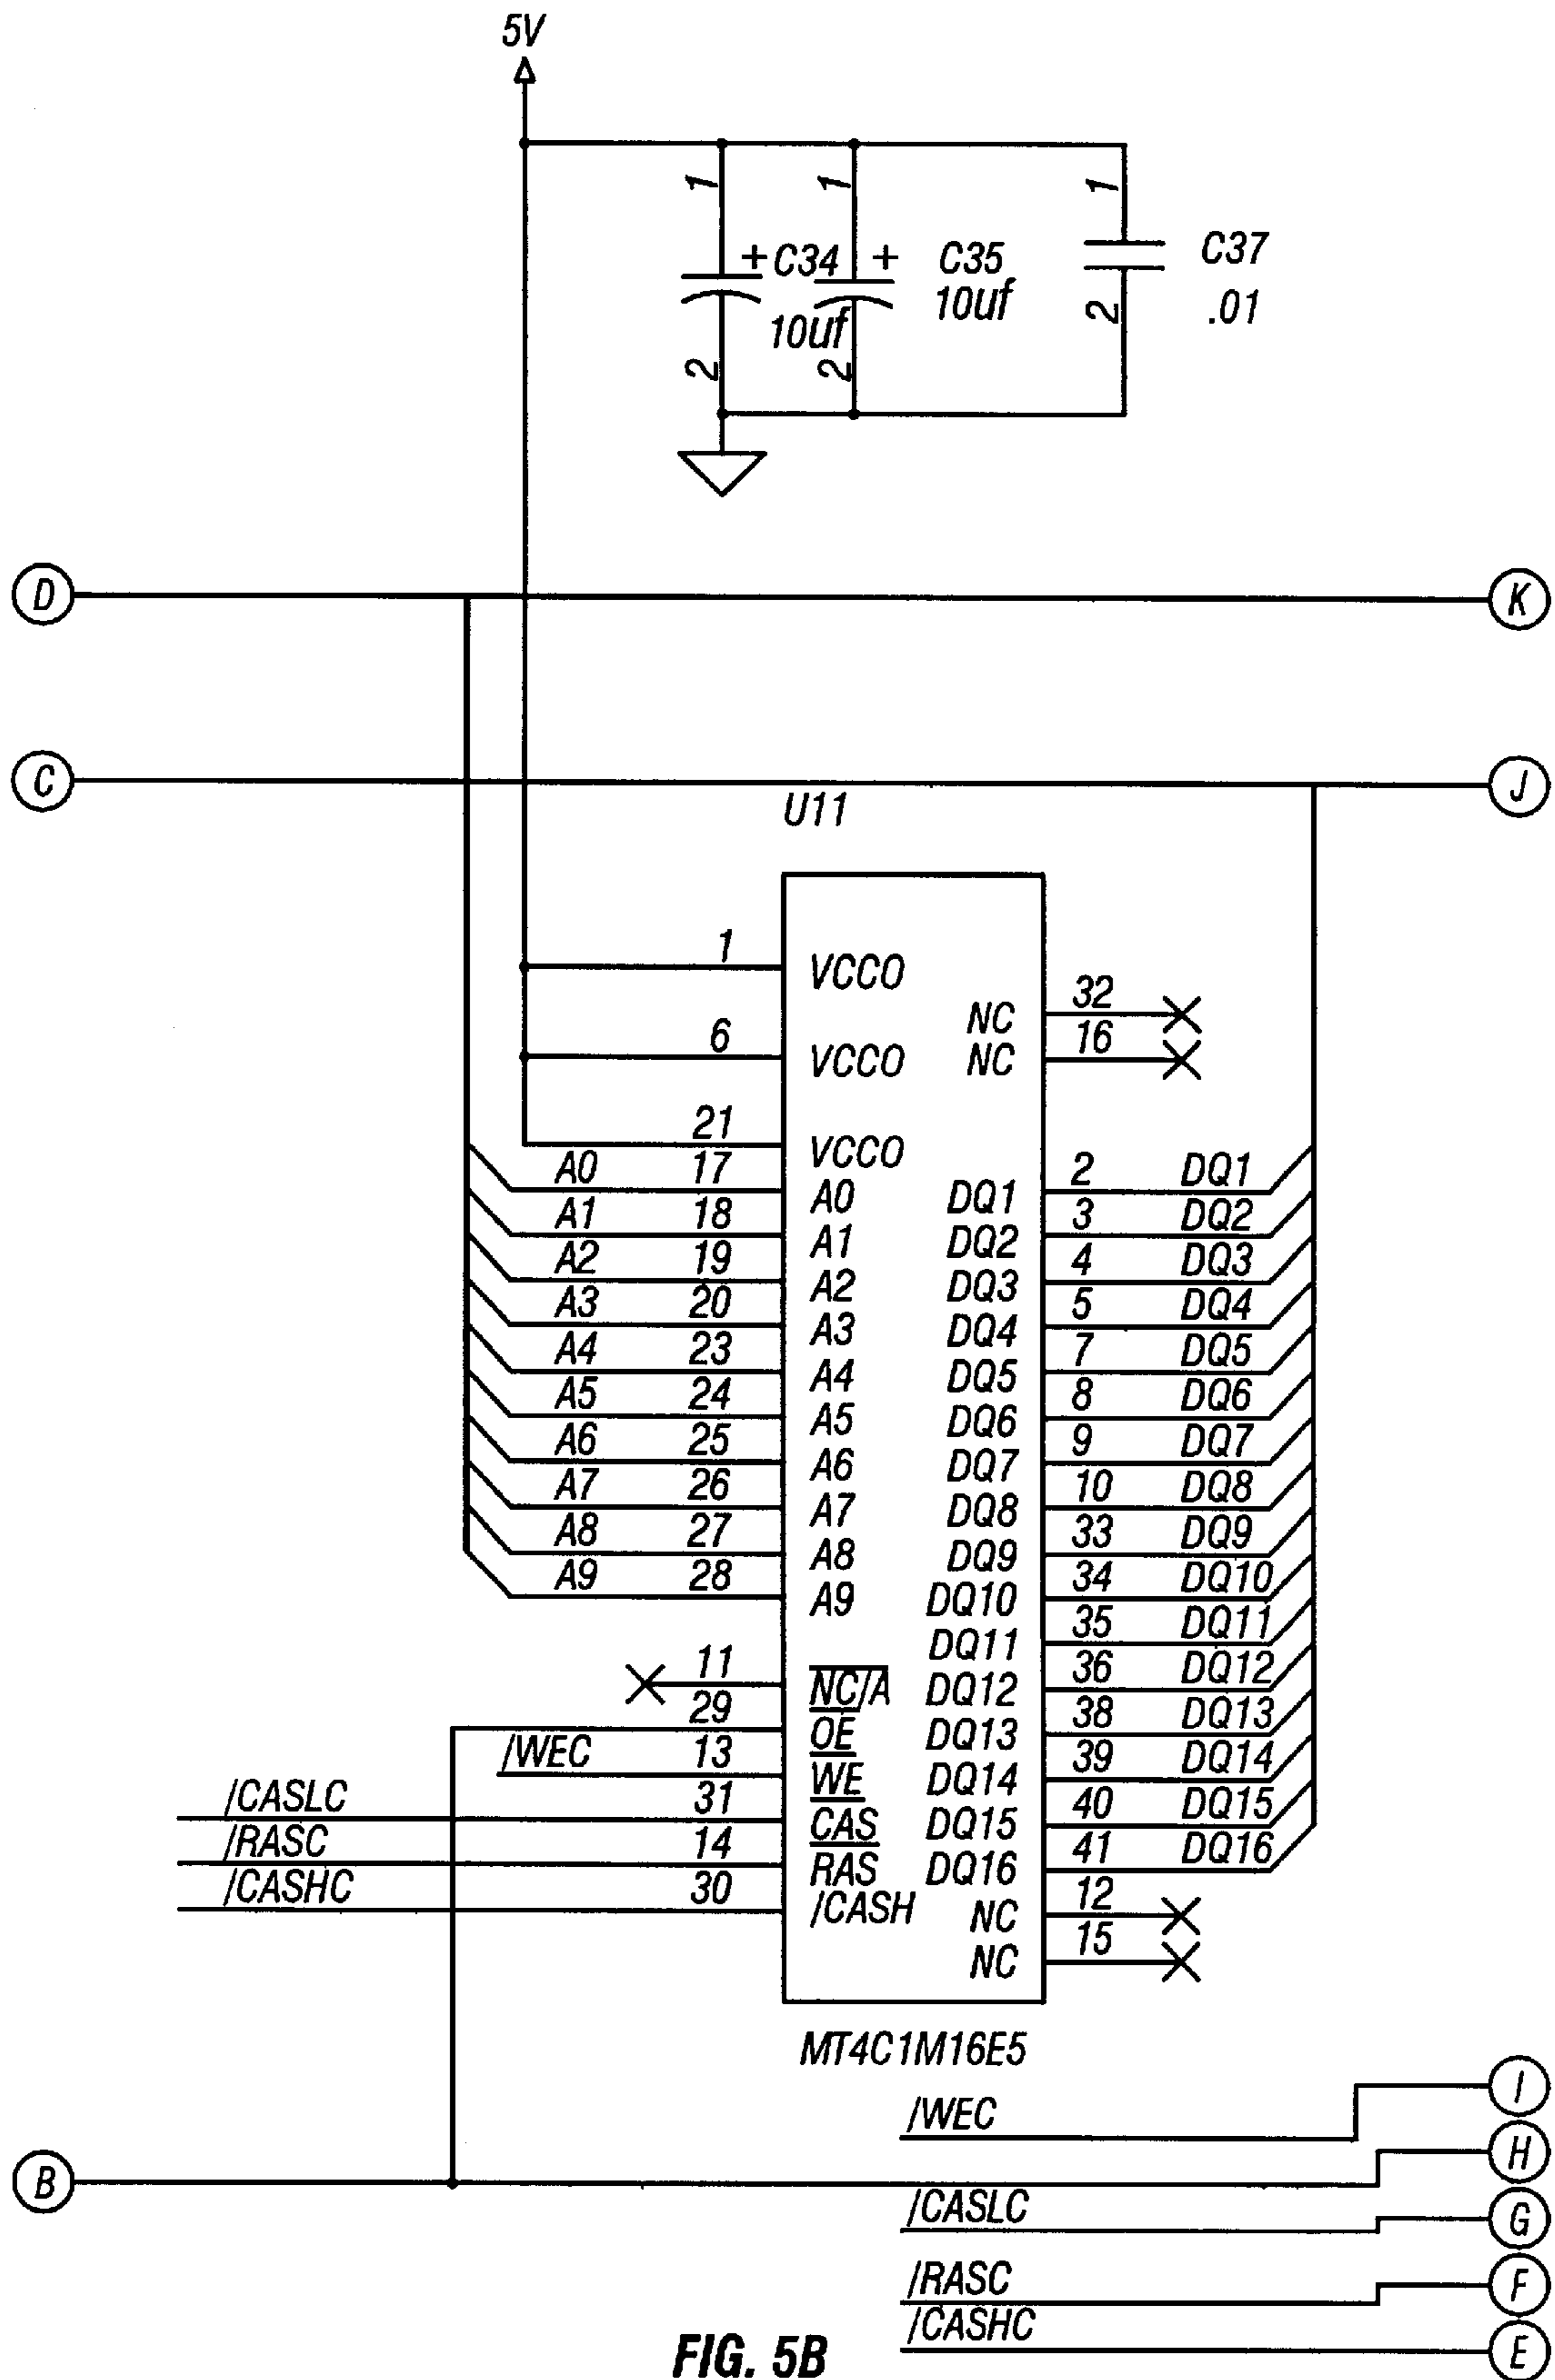 5V
1 1 1
+ C34 + C35 C37
10uf 10uf .01
2 2 2
D K
C J
U11
1 VCCO
32 NC
6 VCCO NC 16
21 VCCO
A0 17 A0 DQ1 2 DQ1
A1 18 A1 DQ2 3 DQ2
A2 19 A2 DQ3 4 DQ3
A3 20 A3 DQ4 5 DQ4
A4 23 A4 DQ5 7 DQ5
A5 24 A5 DQ6 8 DQ6
A6 25 A6 DQ7 9 DQ7
A7 26 A7 DQ8 10 DQ8
A8 27 A8 DQ9 33 DQ9
A9 28 A9 DQ10 34 DQ10
DQ11 35 DQ11
11 NC/A DQ12 36 DQ12
29 OE DQ13 38 DQ13
/WEC 13 WE DQ14 39 DQ14
/CASLC 31 CAS DQ15 40 DQ15
/RASC 14 RAS DQ16 41 DQ16
/CASHC 30 /CASH NC 12
NC 15
MT4C1M16E5
/WEC I
B H
/CASLC G
/RASC F
/CASHC E
FIG. 5B